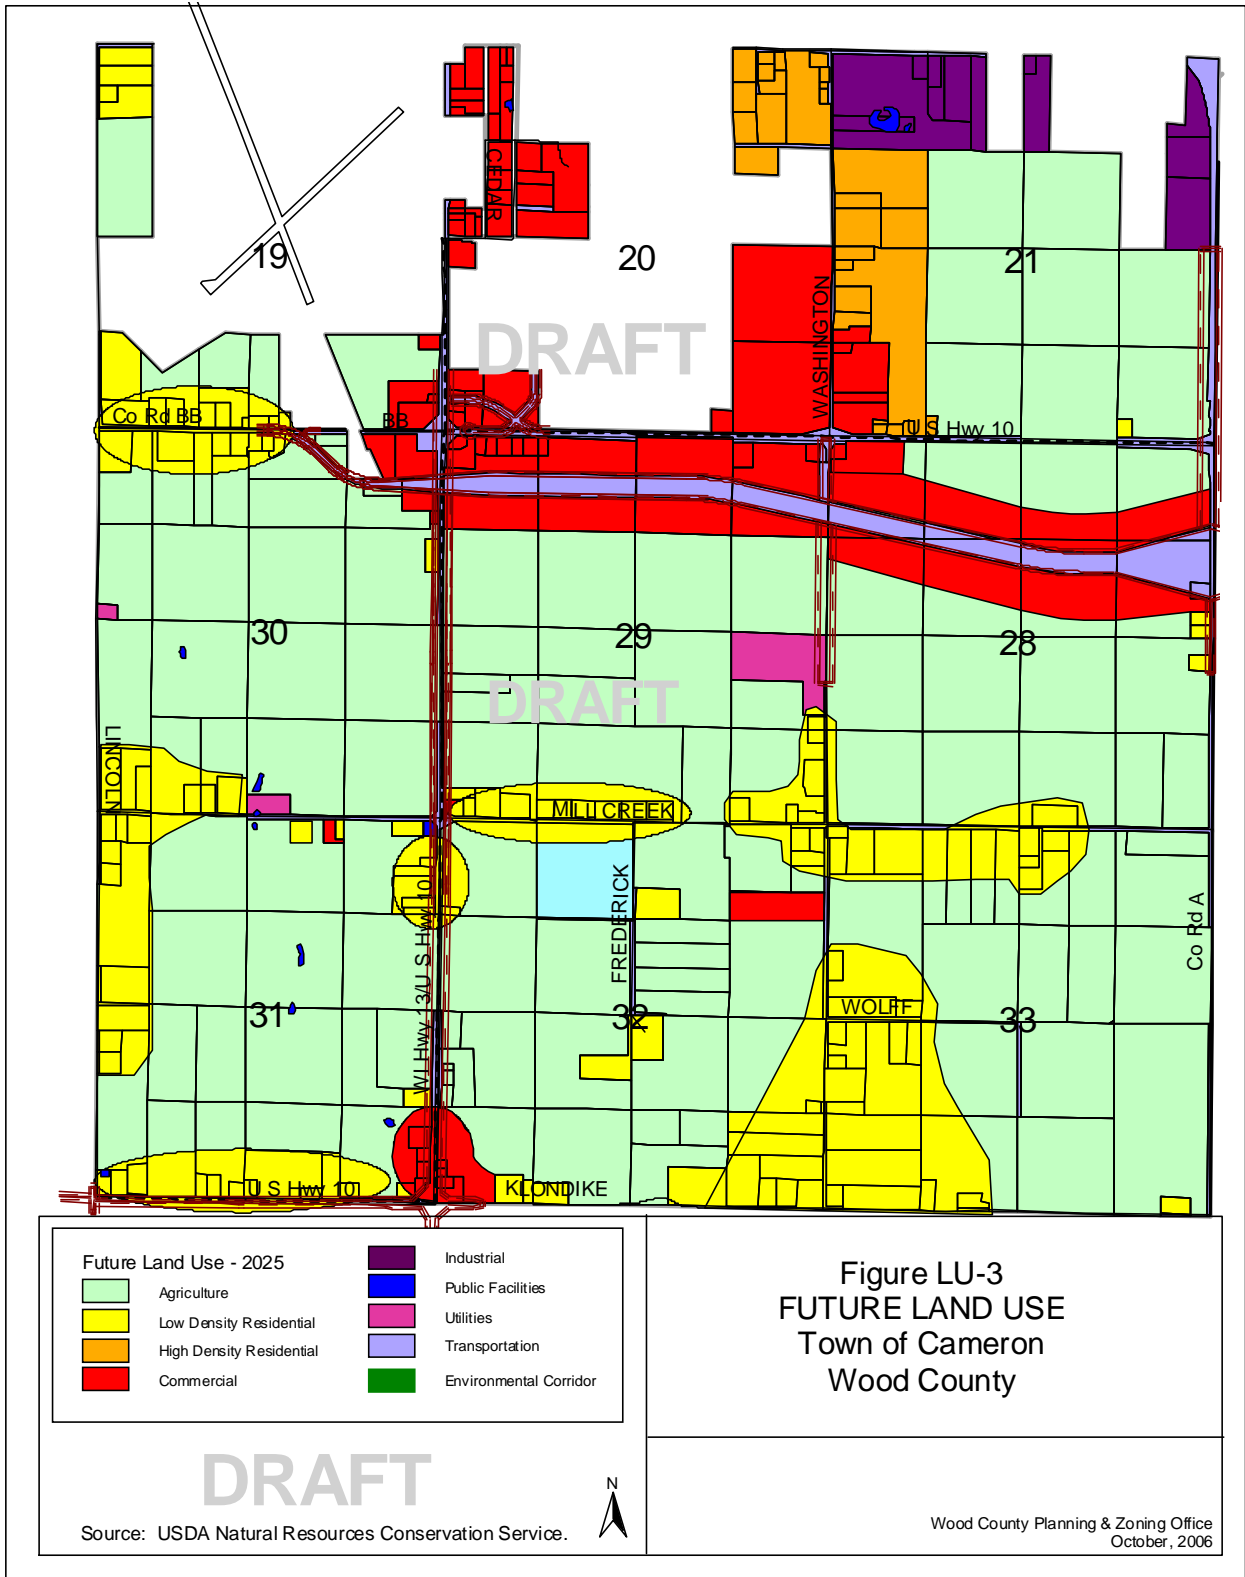 CEDAR
19
20
21
WASHINGTON
DRAFT
Co Rd BB
BB
U S Hwy 10
30
29
28
DRAFT
LINCOLN
MILL CREEK
FREDERICK
WI Hwy 13/U S Hwy 10
Co Rd A
31
32
WOLFF
33
U S Hwy 10
KLONDIKE
Future Land Use - 2025
Agriculture
Low Density Residential
High Density Residential
Commercial
Industrial
Public Facilities
Utilities
Transportation
Environmental Corridor
Figure LU-3
FUTURE LAND USE
Town of Cameron
Wood County
DRAFT
N
Source: USDA Natural Resources Conservation Service.
Wood County Planning & Zoning Office
October, 2006